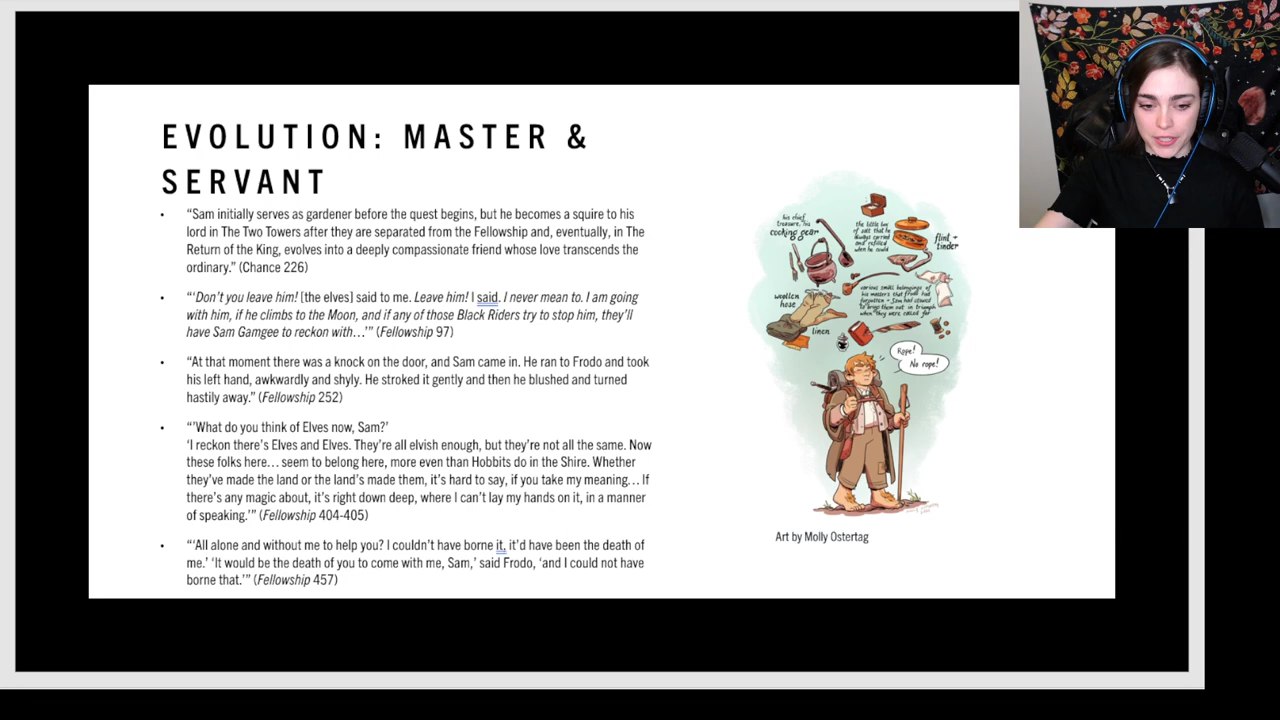 EVOLUTION: MASTER &
SERVANT
• “Sam initially serves as gardener before the quest begins, but he becomes a squire to his
lord in The Two Towers after they are separated from the Fellowship and, eventually, in The
Return of the King, evolves into a deeply compassionate friend whose love transcends the
ordinary.” (Chance 226)
• “‘Don’t you leave him! [the elves] said to me. Leave him! I said. I never mean to. I am going
with him, if he climbs to the Moon, and if any of those Black Riders try to stop him, they’ll
have Sam Gamgee to reckon with…’” (Fellowship 97)
• “At that moment there was a knock on the door, and Sam came in. He ran to Frodo and took
his left hand, awkwardly and shyly. He stroked it gently and then he blushed and turned
hastily away.” (Fellowship 252)
• “’What do you think of Elves now, Sam?’
‘I reckon there’s Elves and Elves. They’re all elvish enough, but they’re not all the same. Now
these folks here… seem to belong here, more even than Hobbits do in the Shire. Whether
they’ve made the land or the land’s made them, it’s hard to say, if you take my meaning… If
there’s any magic about, it’s right down deep, where I can’t lay my hands on it, in a manner
of speaking.’” (Fellowship 404-405)
• “‘All alone and without me to help you? I couldn’t have borne it, it’d have been the death of
me.’ ‘It would be the death of you to come with me, Sam,’ said Frodo, ‘and I could not have
borne that.’” (Fellowship 457)
his chief
treasure, his
cooking gear
the little box
of salt that he
always carried
and refilled
when he could
flint +
tinder
woollen
hose
various small belongings of
his master's that Frodo had
forgotten + Sam had stowed
to bring them out in triumph
when they were called for
linen
Rope!
No rope!
Art by Molly Ostertag